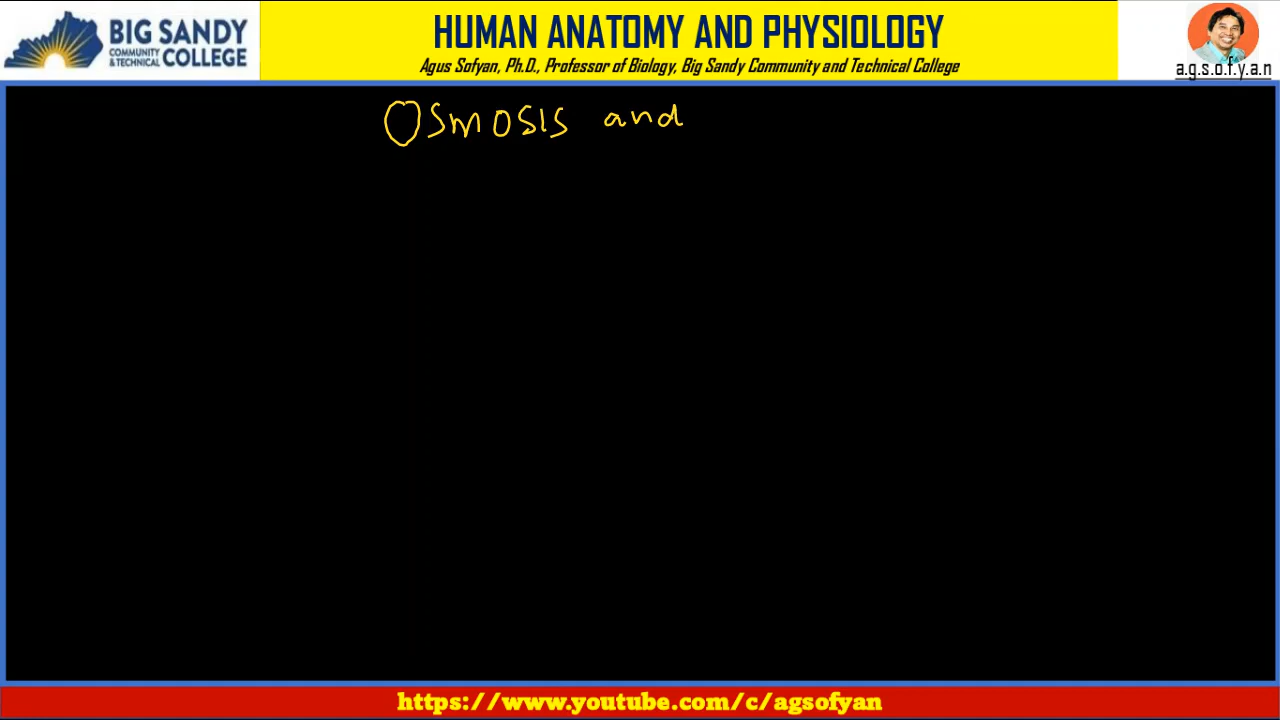 BIG SANDY
COMMUNITY & TECHNICAL COLLEGE
HUMAN ANATOMY AND PHYSIOLOGY
Agus Sofyan, Ph.D., Professor of Biology, Big Sandy Community and Technical College
a.g.s.o.f.y.a.n
Osmosis and
https://www.youtube.com/c/agsofyan